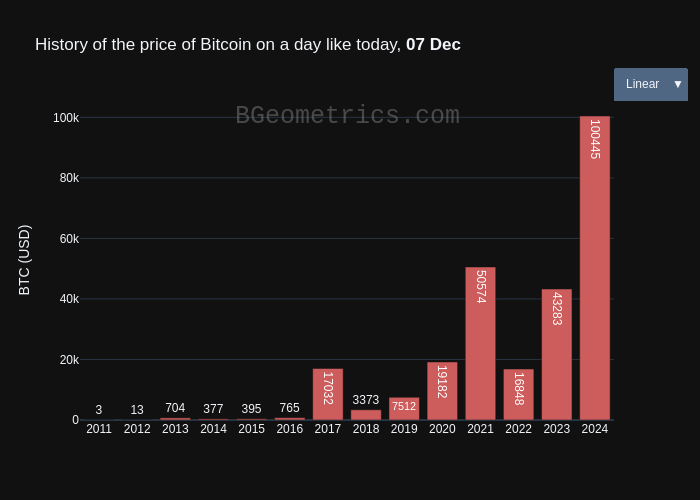 History of the price of Bitcoin on a day like today, 07 Dec
Linear ▼
BGeometrics.com
BTC (USD)
100k
80k
60k
40k
20k
0
3
13
704
377
395
765
17032
3373
7512
19182
50574
16848
43283
100445
2011 2012 2013 2014 2015 2016 2017 2018 2019 2020 2021 2022 2023 2024